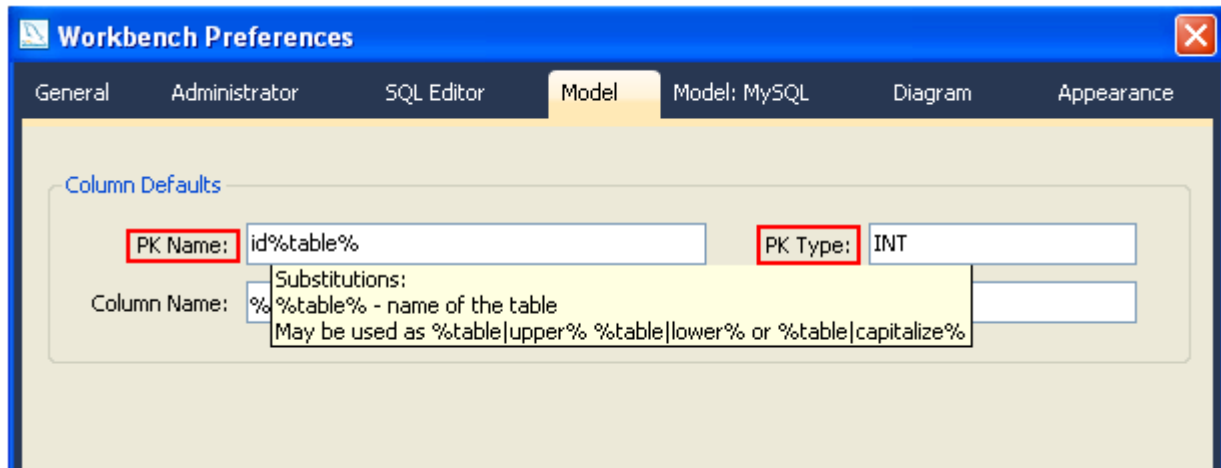 Workbench Preferences
General Administrator SQL Editor Model Model: MySQL Diagram Appearance
Column Defaults
PK Name: id%table% PK Type: INT
Column Name: %
Substitutions:
%table% - name of the table
May be used as %table|upper% %table|lower% or %table|capitalize%